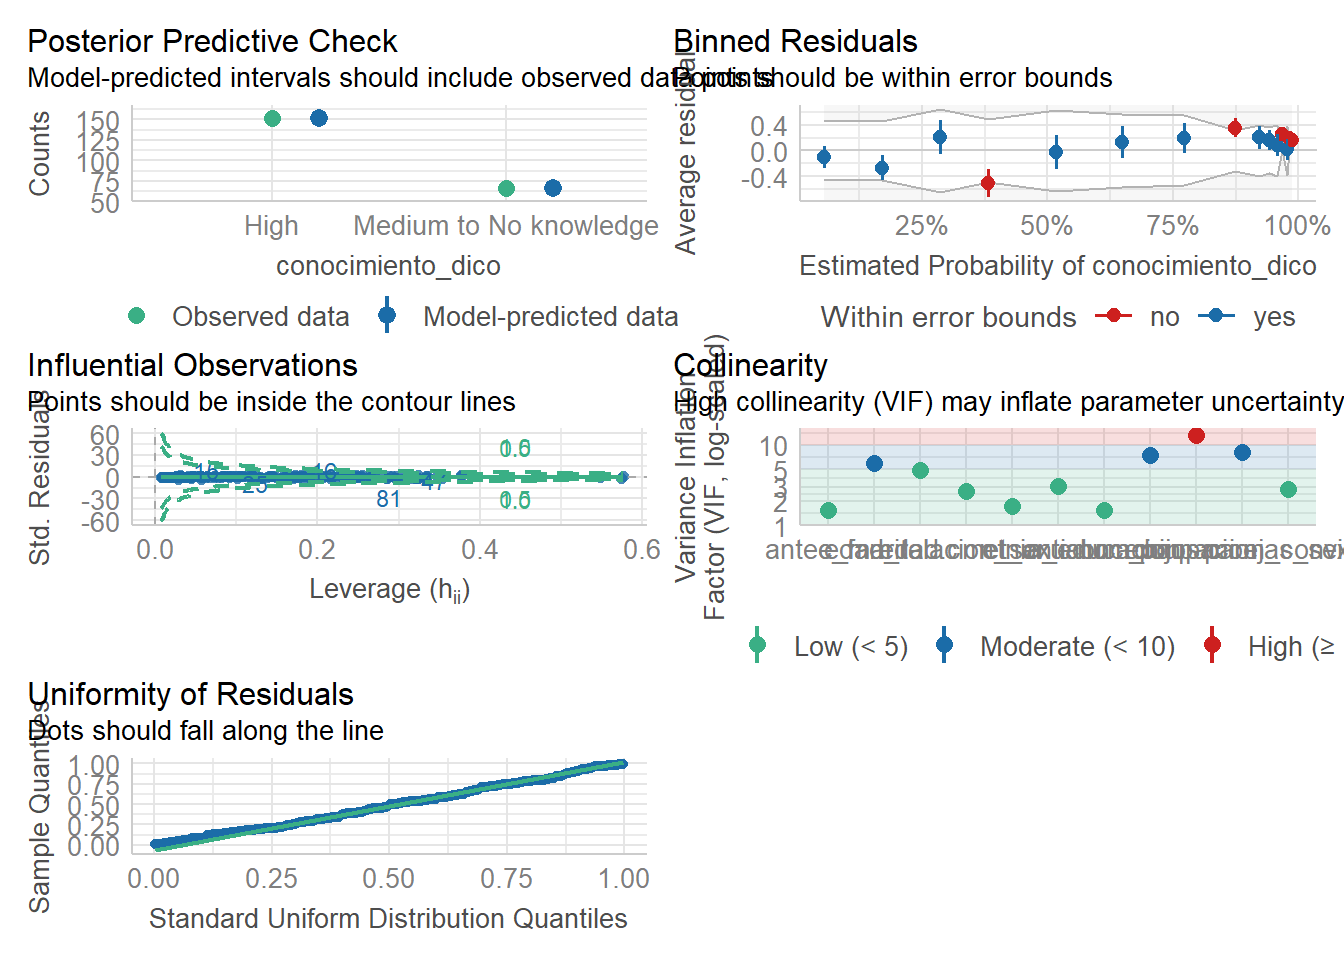 Posterior Predictive Check
Model-predicted intervals should include observed data points
Counts
150
125
100
75
50
High
Medium to No knowledge
conocimiento_dico
Observed data
Model-predicted data
Binned Residuals
Points should be within error bounds
Average residual
0.4
0.0
-0.4
25%
50%
75%
100%
Estimated Probability of conocimiento_dico
Within error bounds
no
yes
Influential Observations
Points should be inside the contour lines
Std. Residuals
60
30
0
-30
-60
81
0.0
0.2
0.4
0.6
Leverage (hii)
Collinearity
High collinearity (VIF) may inflate parameter uncertainty
Variance Inflation
Factor (VIF, log-scaled)
10
5
3
2
1
Low (< 5)
Moderate (< 10)
High (≥
Uniformity of Residuals
Dots should fall along the line
Sample Quantiles
1.00
0.75
0.50
0.25
0.00
0.00
0.25
0.50
0.75
1.00
Standard Uniform Distribution Quantiles